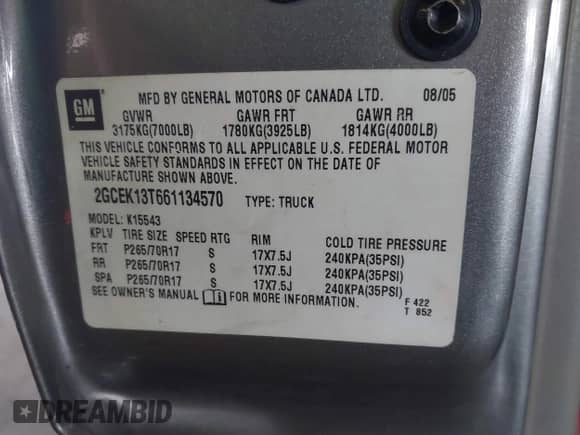 GM
MFD BY GENERAL MOTORS OF CANADA LTD. 08/05
GVWR GAWR FRT GAWR RR
3175KG(7000LB) 1780KG(3925LB) 1814KG(4000LB)
THIS VEHICLE CONFORMS TO ALL APPLICABLE U.S. FEDERAL MOTOR
VEHICLE SAFETY STANDARDS IN EFFECT ON THE DATE OF
MANUFACTURE SHOWN ABOVE.
2GCEK13T661134570 TYPE: TRUCK
MODEL: K15543
KPLV TIRE SIZE SPEED RTG RIM COLD TIRE PRESSURE
FRT P265/70R17 S 17X7.5J 240KPA(35PSI)
RR P265/70R17 S 17X7.5J 240KPA(35PSI)
SPA P265/70R17 S 17X7.5J 240KPA(35PSI)
SEE OWNER'S MANUAL FOR MORE INFORMATION.
F 422
T 852
DREAMBID